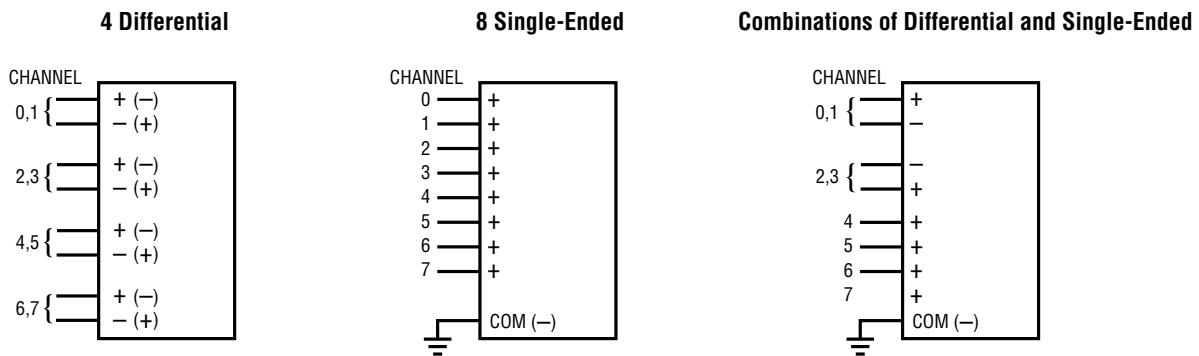 4 Differential
CHANNEL
0,1 { + (–)
– (+)
2,3 { + (–)
– (+)
4,5 { + (–)
– (+)
6,7 { + (–)
– (+)
8 Single-Ended
CHANNEL
0 +
1 +
2 +
3 +
4 +
5 +
6 +
7 +
COM (–)
Combinations of Differential and Single-Ended
CHANNEL
0,1 { +
–
2,3 { –
+
4 +
5 +
6 +
7 +
COM (–)